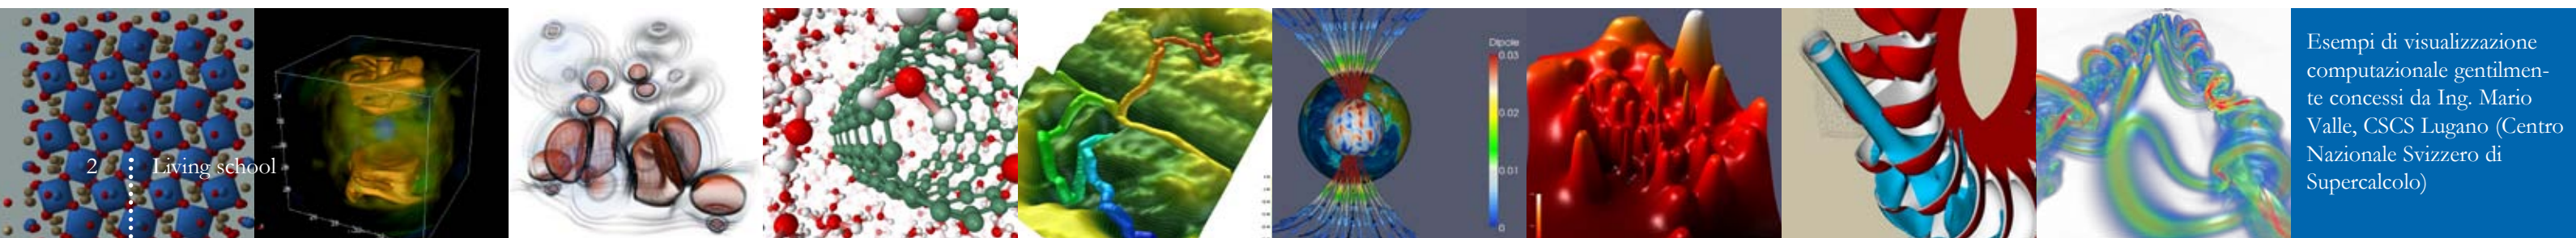 2
Living school
Dipole
0.03
0.02
0.01
0
Esempi di visualizzazione
computazionale gentilmen-
te concessi da Ing. Mario
Valle, CSCS Lugano (Centro
Nazionale Svizzero di
Supercalcolo)